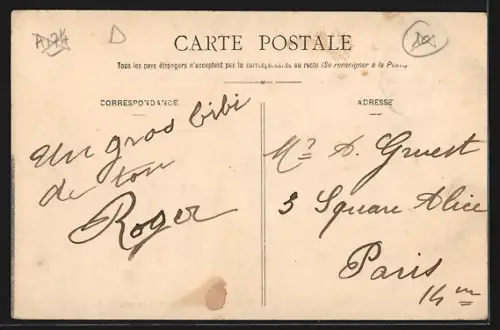 CARTE POSTALE
Tous les pays étrangers n'acceptent pas la correspondance au recto (Se renseigner à la Poste)
CORRESPONDANCE
ADRESSE
Un gros bibi
de ton
Roger
Mr A. Gruest
3 Square Alice
Paris
14me